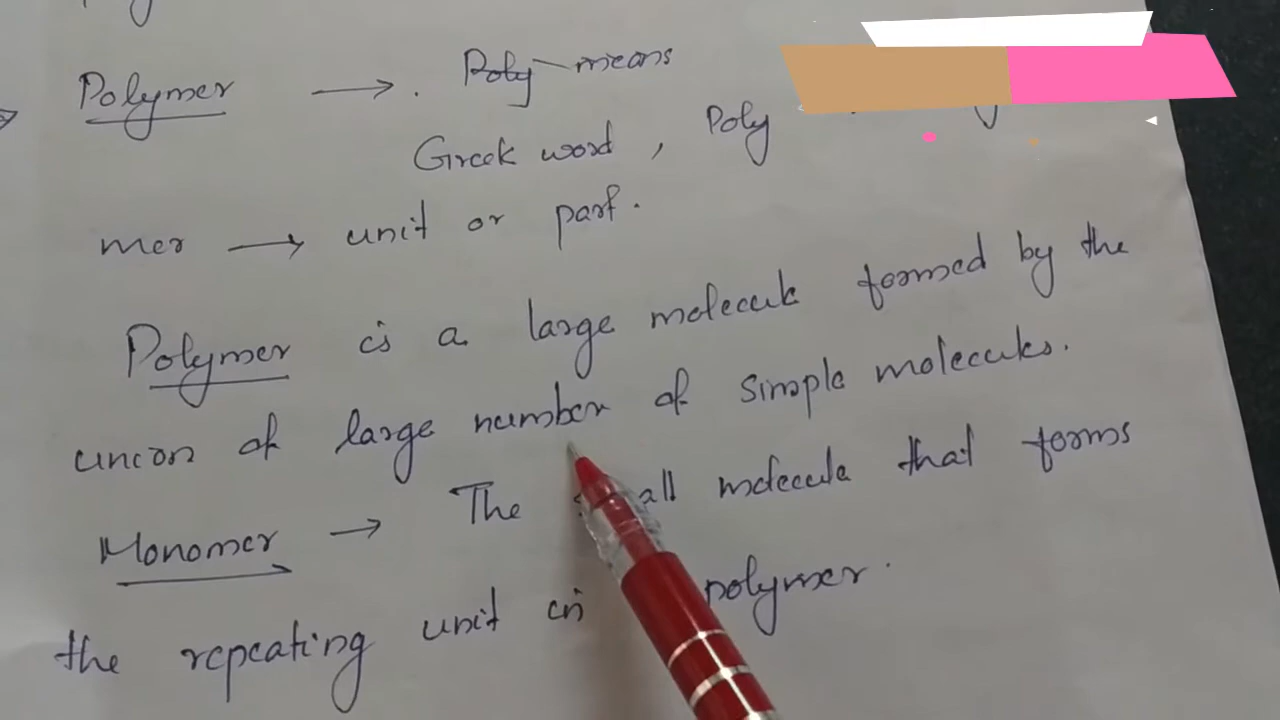 Polymer → . Poly — means
Greek word , Poly
mer → unit or part.
Polymer is a large molecule formed by the
union of large number of simple molecules.
Monomer → The small molecule that forms
the repeating unit in polymer.